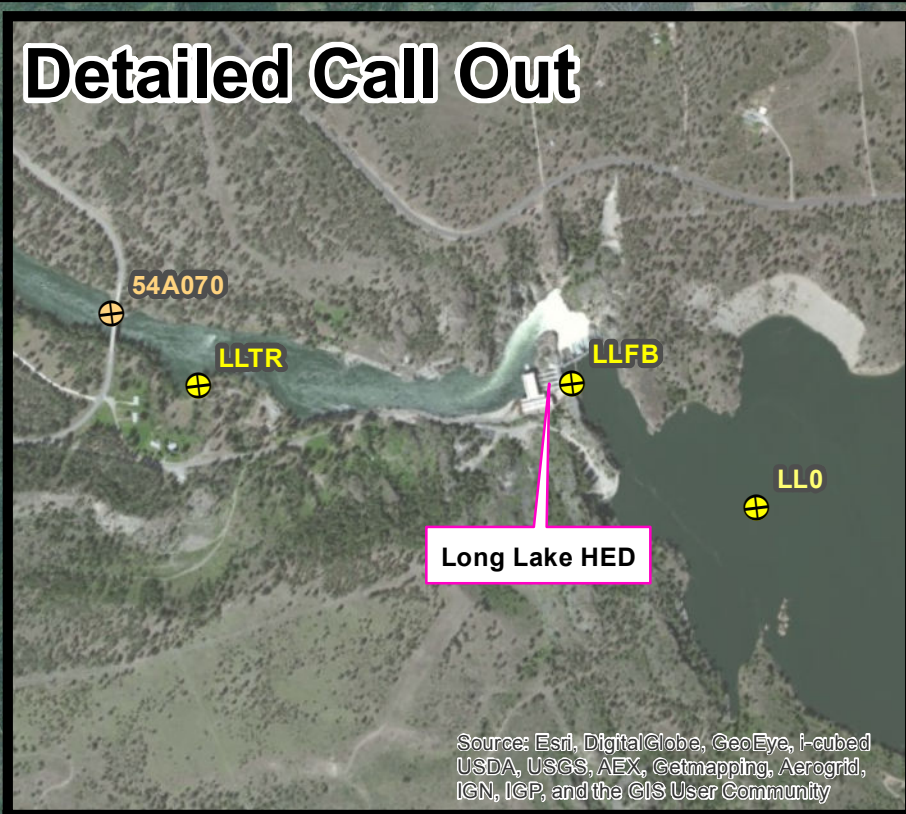 Detailed Call Out
54A070
LLTR
LLFB
LL0
Long Lake HED
Source: Esri, DigitalGlobe, GeoEye, i-cubed
USDA, USGS, AEX, Getmapping, Aerogrid,
IGN, IGP, and the GIS User Community